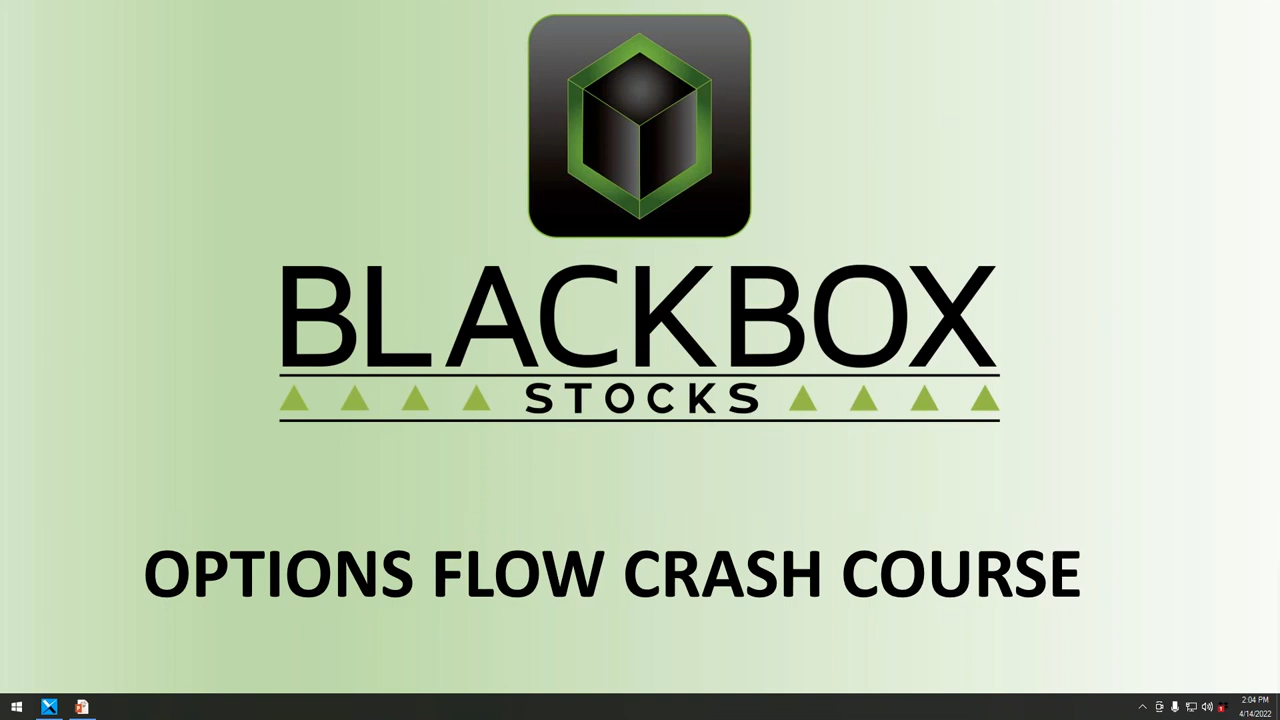 BLACKBOX
STOCKS
OPTIONS FLOW CRASH COURSE
2:04 PM
4/14/2022